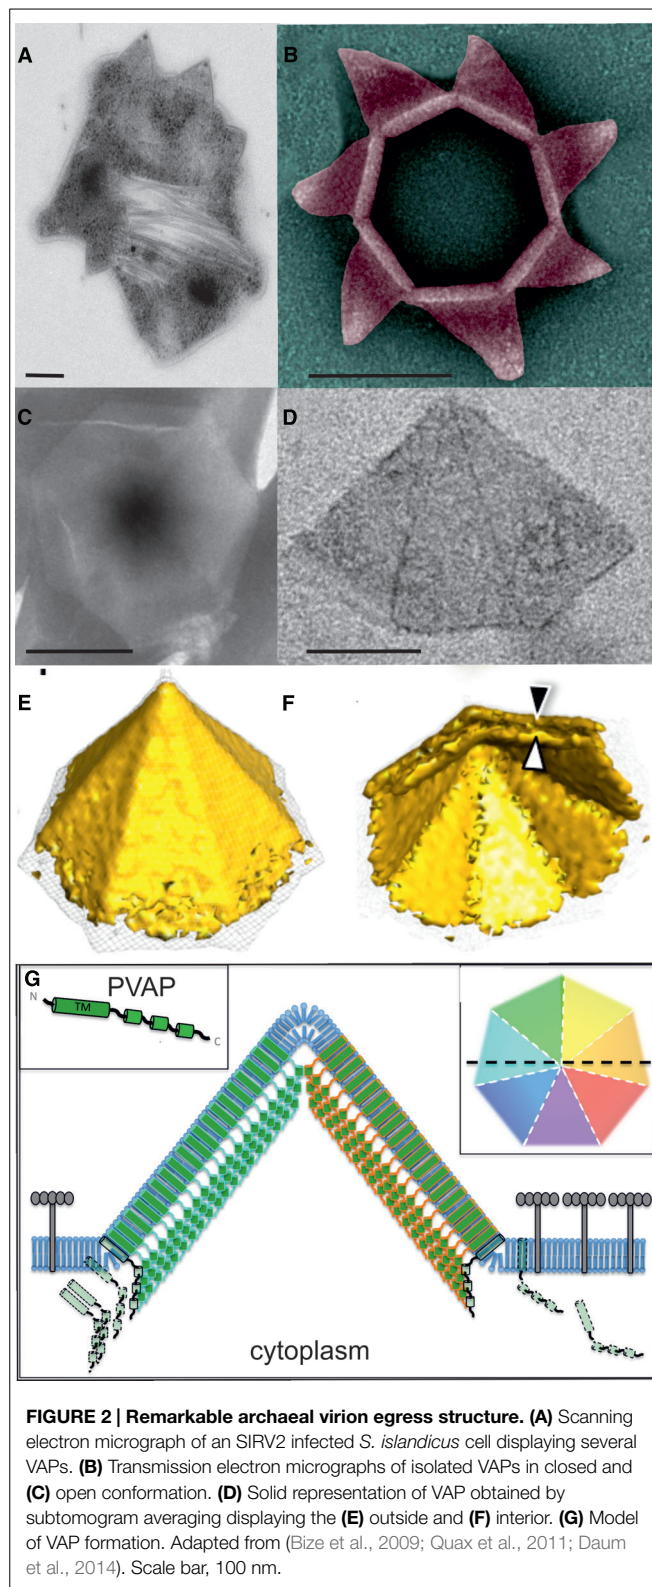 A
B
C
D
E
F
G
PVAP
N
TM
C
cytoplasm
FIGURE 2 | Remarkable archaeal virion egress structure. (A) Scanning
electron micrograph of an SIRV2 infected S. islandicus cell displaying several
VAPs. (B) Transmission electron micrographs of isolated VAPs in closed and
(C) open conformation. (D) Solid representation of VAP obtained by
subtomogram averaging displaying the (E) outside and (F) interior. (G) Model
of VAP formation. Adapted from (Bize et al., 2009; Quax et al., 2011; Daum
et al., 2014). Scale bar, 100 nm.